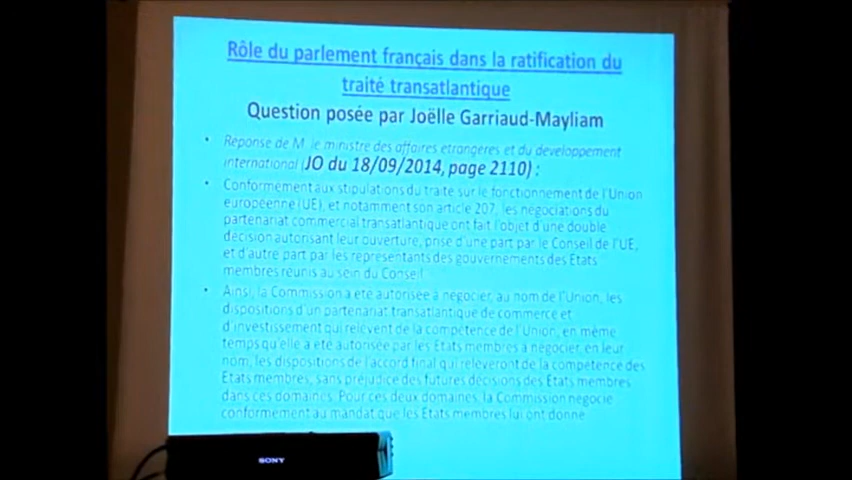 Rôle du parlement français dans la ratification du
traité transatlantique
Question posée par Joëlle Garriaud-Mayliam
• Réponse de M. le ministre des affaires étrangères et du développement
international (JO du 18/09/2014, page 2110) :
• Conformément aux stipulations du traité sur le fonctionnement de l'Union
européenne (UE), et notamment son article 207, les négociations du
partenariat commercial transatlantique ont fait l'objet d'une double
décision autorisant leur ouverture, prise d'une part par le Conseil de l'UE,
et d'autre part par les représentants des gouvernements des États
membres réunis au sein du Conseil.
• Ainsi, la Commission a été autorisée à négocier, au nom de l'Union, les
dispositions d'un partenariat transatlantique de commerce et
d'investissement qui relèvent de la compétence de l'Union, en même
temps qu'elle a été autorisée par les États membres à négocier, en leur
nom, les dispositions de l'accord final qui relèveront de la compétence des
États membres, sans préjudice des futures décisions des États membres
dans ces domaines. Pour ces deux domaines, la Commission négocie
conformément au mandat que les États membres lui ont donné.
SONY